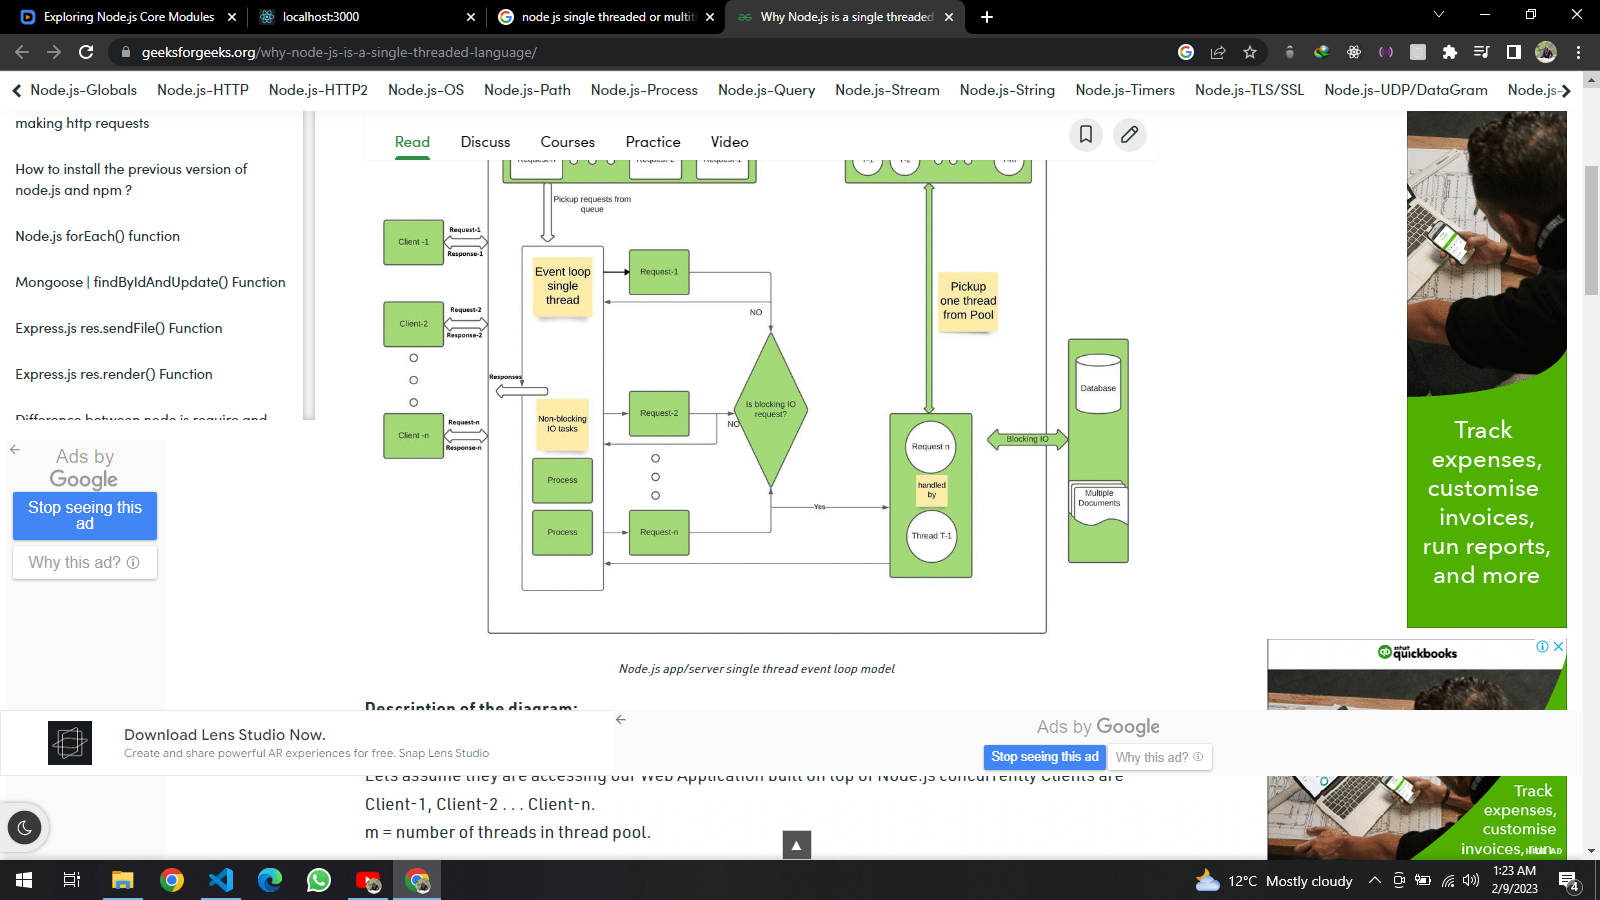 Exploring Node.js Core Modules
localhost:3000
node js single threaded or multith
Why Node.js is a single threaded
geeksforgeeks.org/why-node-js-is-a-single-threaded-language/
Node.js-Globals
Node.js-HTTP
Node.js-HTTP2
Node.js-OS
Node.js-Path
Node.js-Process
Node.js-Query
Node.js-Stream
Node.js-String
Node.js-Timers
Node.js-TLS/SSL
Node.js-UDP/DataGram
Node.js-
making http requests
How to install the previous version of
node.js and npm ?
Node.js forEach() function
Mongoose | findByIdAndUpdate() Function
Express.js res.sendFile() Function
Express.js res.render() Function
Difference between node.js require and
Read
Discuss
Courses
Practice
Video
Request-n
Request-2
Request-1
T-1
T-2
T-m
Pickup requests from
queue
Client -1
Request-1
Response-1
Client-2
Request-2
Response-2
Client -n
Request-n
Response-n
Responses
Event loop
single
thread
Request-1
NO
Non-blocking
IO tasks
Request-2
NO
Is blocking IO
request?
Process
Process
Request-n
Yes
Pickup
one thread
from Pool
Request n
handled
by
Thread T-1
Blocking IO
Database
Multiple
Documents
Node.js app/server single thread event loop model
Description of the diagram:
Lets assume they are accessing our Web Application built on top of Node.js concurrently Clients are
Client-1, Client-2 . . . Client-n.
m = number of threads in thread pool.
Ads by
Google
Stop seeing this
ad
Why this ad?
Download Lens Studio Now.
Create and share powerful AR experiences for free. Snap Lens Studio
Ads by Google
Stop seeing this ad
Why this ad?
Track
expenses,
customise
invoices,
run reports,
and more
intuit
quickbooks
Track
expenses,
customise
invoices, run
HIDE AD
12°C Mostly cloudy
1:23 AM
2/9/2023
4